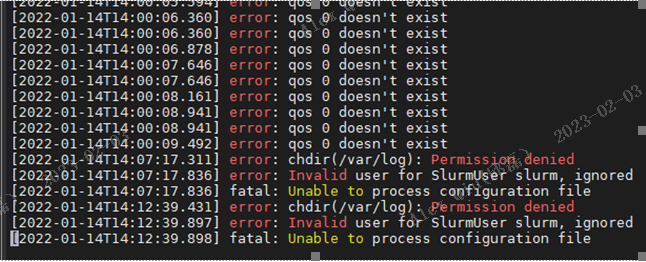 [2022-01-14T14:00:05.394] error: qos 0 doesn't exist
[2022-01-14T14:00:06.360] error: qos 0 doesn't exist
[2022-01-14T14:00:06.360] error: qos 0 doesn't exist
[2022-01-14T14:00:06.878] error: qos 0 doesn't exist
[2022-01-14T14:00:07.646] error: qos 0 doesn't exist
[2022-01-14T14:00:07.646] error: qos 0 doesn't exist
[2022-01-14T14:00:08.161] error: qos 0 doesn't exist
[2022-01-14T14:00:08.941] error: qos 0 doesn't exist
[2022-01-14T14:00:08.941] error: qos 0 doesn't exist
[2022-01-14T14:00:09.492] error: qos 0 doesn't exist
[2022-01-14T14:07:17.311] error: chdir(/var/log): Permission denied
[2022-01-14T14:07:17.836] error: Invalid user for SlurmUser slurm, ignored
[2022-01-14T14:07:17.836] fatal: Unable to process configuration file
[2022-01-14T14:12:39.431] error: chdir(/var/log): Permission denied
[2022-01-14T14:12:39.897] error: Invalid user for SlurmUser slurm, ignored
[2022-01-14T14:12:39.898] fatal: Unable to process configuration file
2023-02-03